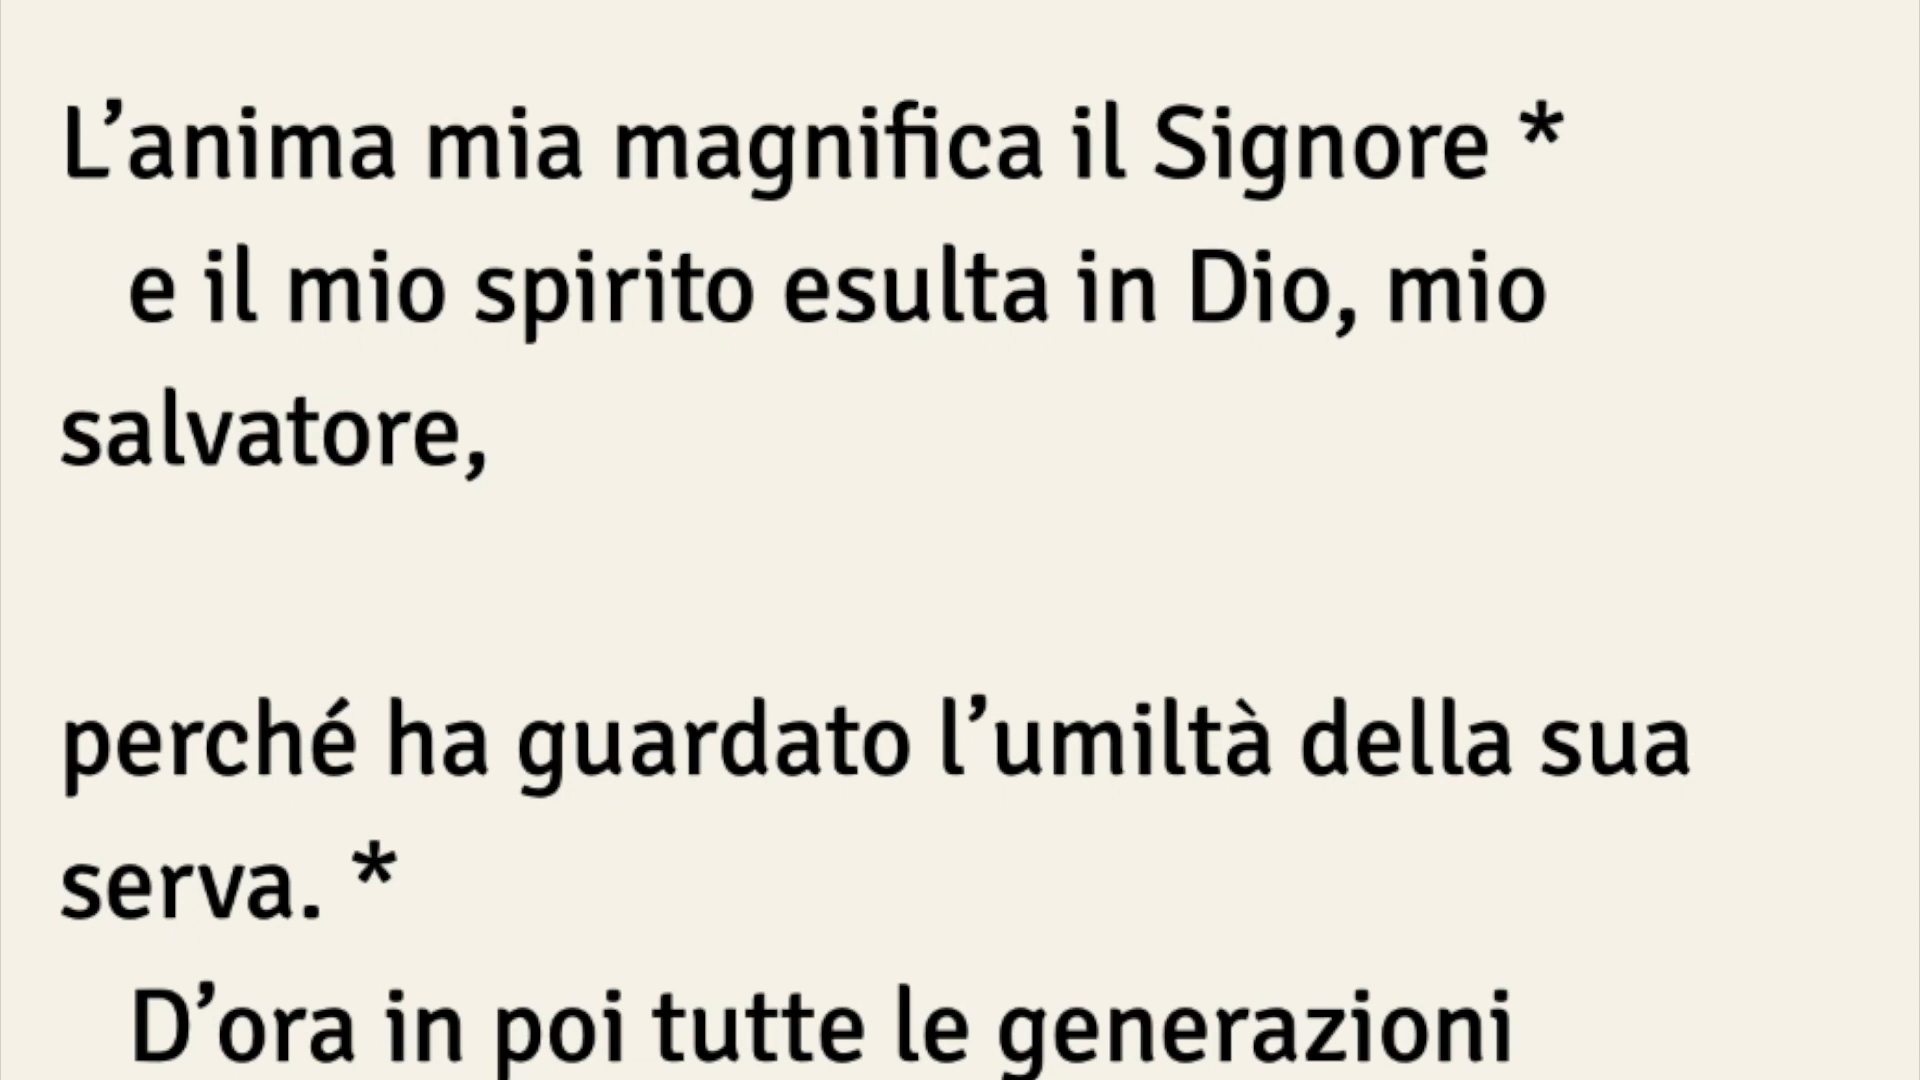 L’anima mia magnifica il Signore *
e il mio spirito esulta in Dio, mio
salvatore,
perché ha guardato l’umiltà della sua
serva. *
D’ora in poi tutte le generazioni